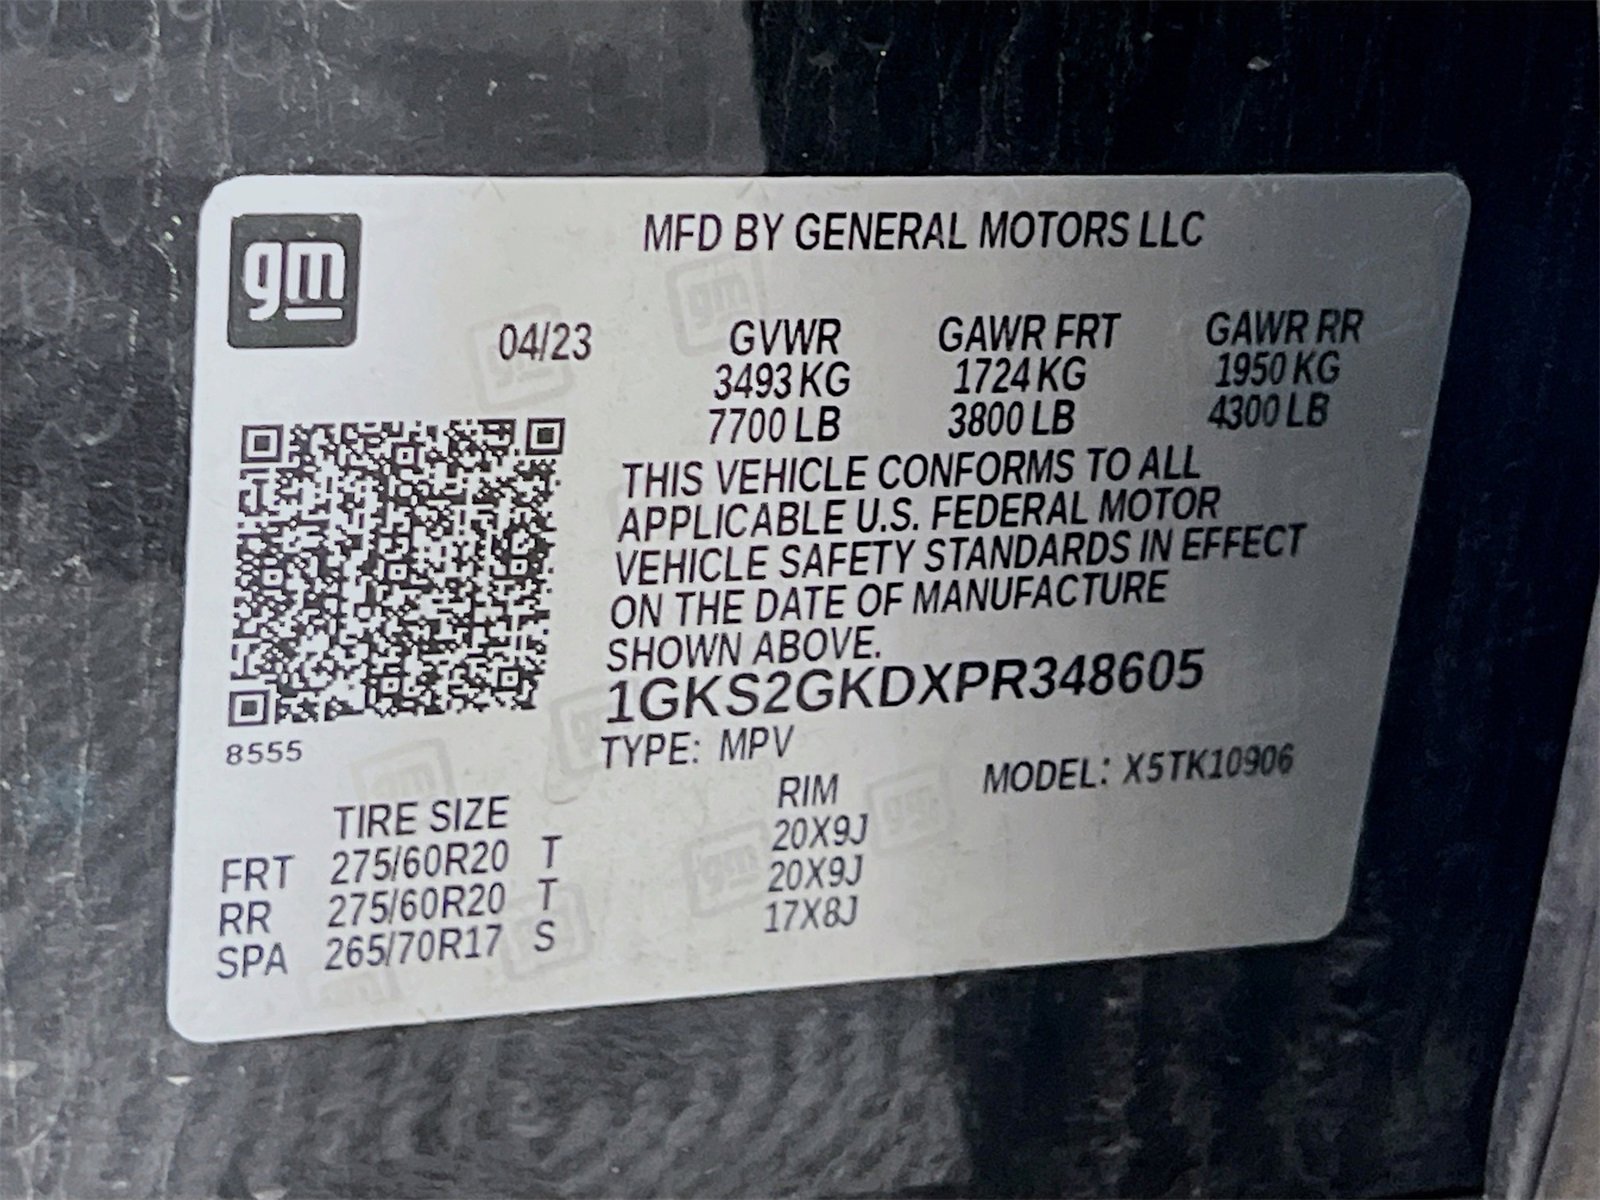 gm
MFD BY GENERAL MOTORS LLC
04/23 GVWR GAWR FRT GAWR RR
3493 KG 1724 KG 1950 KG
7700 LB 3800 LB 4300 LB
THIS VEHICLE CONFORMS TO ALL
APPLICABLE U.S. FEDERAL MOTOR
VEHICLE SAFETY STANDARDS IN EFFECT
ON THE DATE OF MANUFACTURE
SHOWN ABOVE.
1GKS2GKDXPR348605
8555
TYPE: MPV MODEL: X5TK10906
TIRE SIZE RIM
FRT 275/60R20 T 20X9J
RR 275/60R20 T 20X9J
SPA 265/70R17 S 17X8J